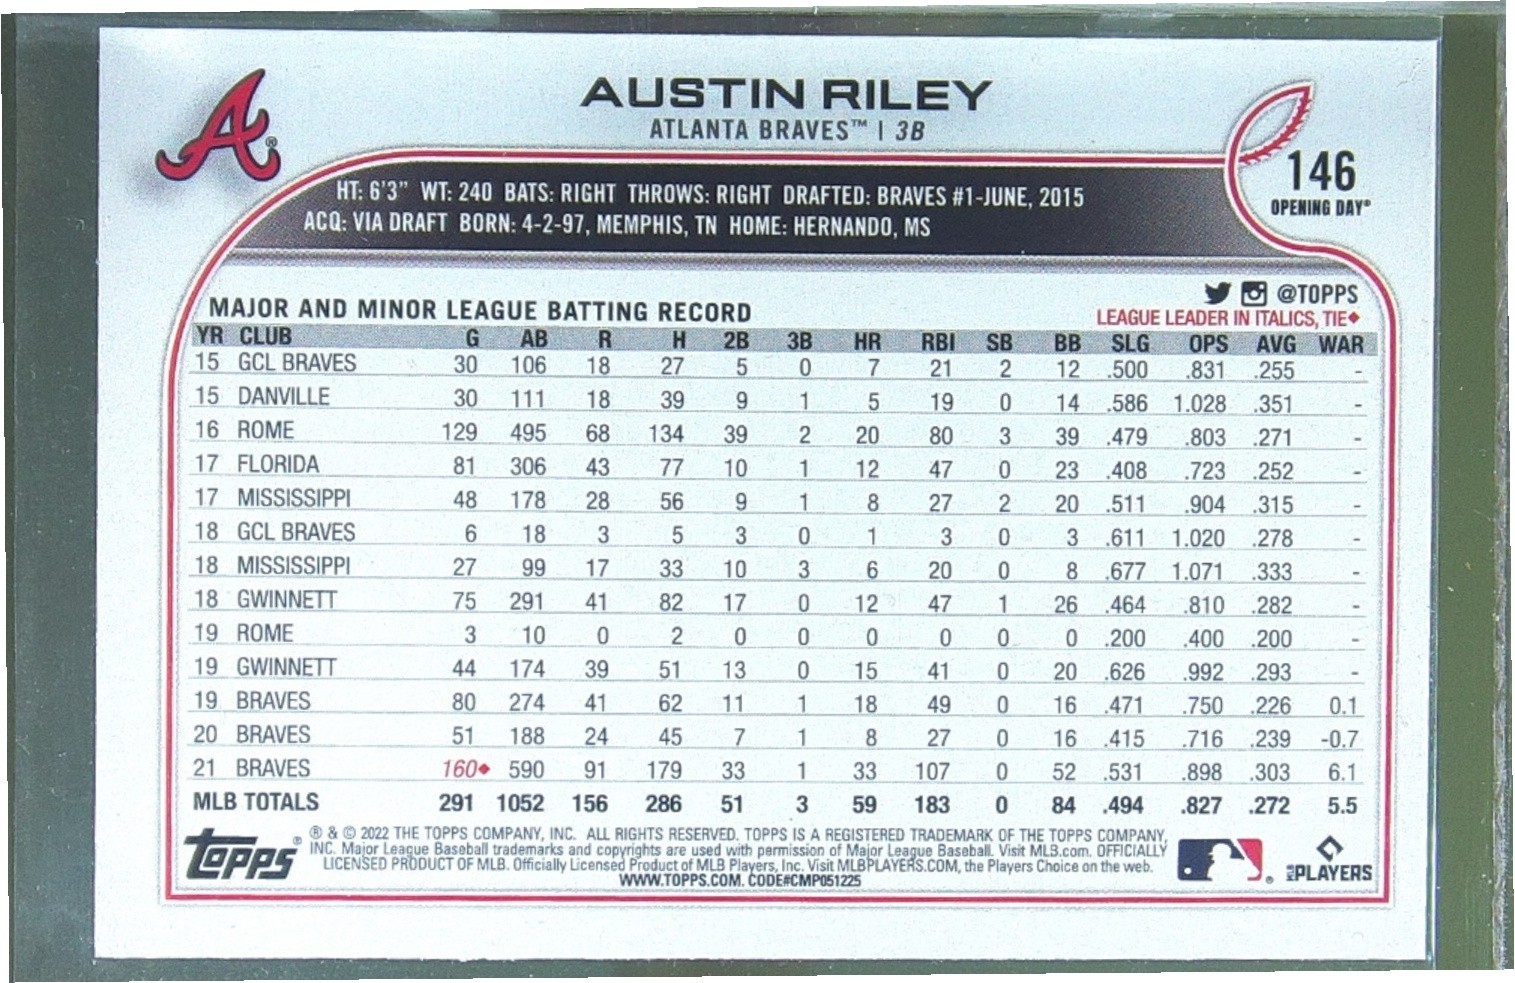 AUSTIN RILEY
ATLANTA BRAVES™ | 3B
146
OPENING DAY®
HT: 6'3" WT: 240 BATS: RIGHT THROWS: RIGHT DRAFTED: BRAVES #1-JUNE, 2015
ACQ: VIA DRAFT BORN: 4-2-97, MEMPHIS, TN HOME: HERNANDO, MS
@TOPPS
MAJOR AND MINOR LEAGUE BATTING RECORD
LEAGUE LEADER IN ITALICS, TIE♦
YR CLUB G AB R H 2B 3B HR RBI SB BB SLG OPS AVG WAR
15 GCL BRAVES 30 106 18 27 5 0 7 21 2 12 .500 .831 .255 -
15 DANVILLE 30 111 18 39 9 1 5 19 0 14 .586 1.028 .351 -
16 ROME 129 495 68 134 39 2 20 80 3 39 .479 .803 .271 -
17 FLORIDA 81 306 43 77 10 1 12 47 0 23 .408 .723 .252 -
17 MISSISSIPPI 48 178 28 56 9 1 8 27 2 20 .511 .904 .315 -
18 GCL BRAVES 6 18 3 5 3 0 1 3 0 3 .611 1.020 .278 -
18 MISSISSIPPI 27 99 17 33 10 3 6 20 0 8 .677 1.071 .333 -
18 GWINNETT 75 291 41 82 17 0 12 47 1 26 .464 .810 .282 -
19 ROME 3 10 0 2 0 0 0 0 0 0 .200 .400 .200 -
19 GWINNETT 44 174 39 51 13 0 15 41 0 20 .626 .992 .293 -
19 BRAVES 80 274 41 62 11 1 18 49 0 16 .471 .750 .226 0.1
20 BRAVES 51 188 24 45 7 1 8 27 0 16 .415 .716 .239 -0.7
21 BRAVES 160♦ 590 91 179 33 1 33 107 0 52 .531 .898 .303 6.1
MLB TOTALS 291 1052 156 286 51 3 59 183 0 84 .494 .827 .272 5.5
Topps®
® & © 2022 THE TOPPS COMPANY, INC. ALL RIGHTS RESERVED. TOPPS IS A REGISTERED TRADEMARK OF THE TOPPS COMPANY,
INC. Major League Baseball trademarks and copyrights are used with permission of Major League Baseball. Visit MLB.com. OFFICIALLY
LICENSED PRODUCT OF MLB. Officially Licensed Product of MLB Players, Inc. Visit MLBPLAYERS.COM, the Players Choice on the web.
WWW.TOPPS.COM. CODE#CMP051225
MLB PLAYERS